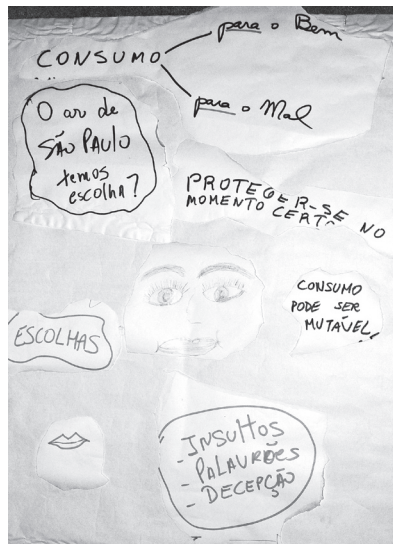 para o Bem
CONSUMO
para o Mal
O ar de
SÃO PAULO
temos
escolha?
PROTEGER-SE NO
MOMENTO CERTO
CONSUMO
PODE SER
MUTÁVEL!
ESCOLHAS
- INSULTOS
- PALAVRÕES
- DECEPÇÃO